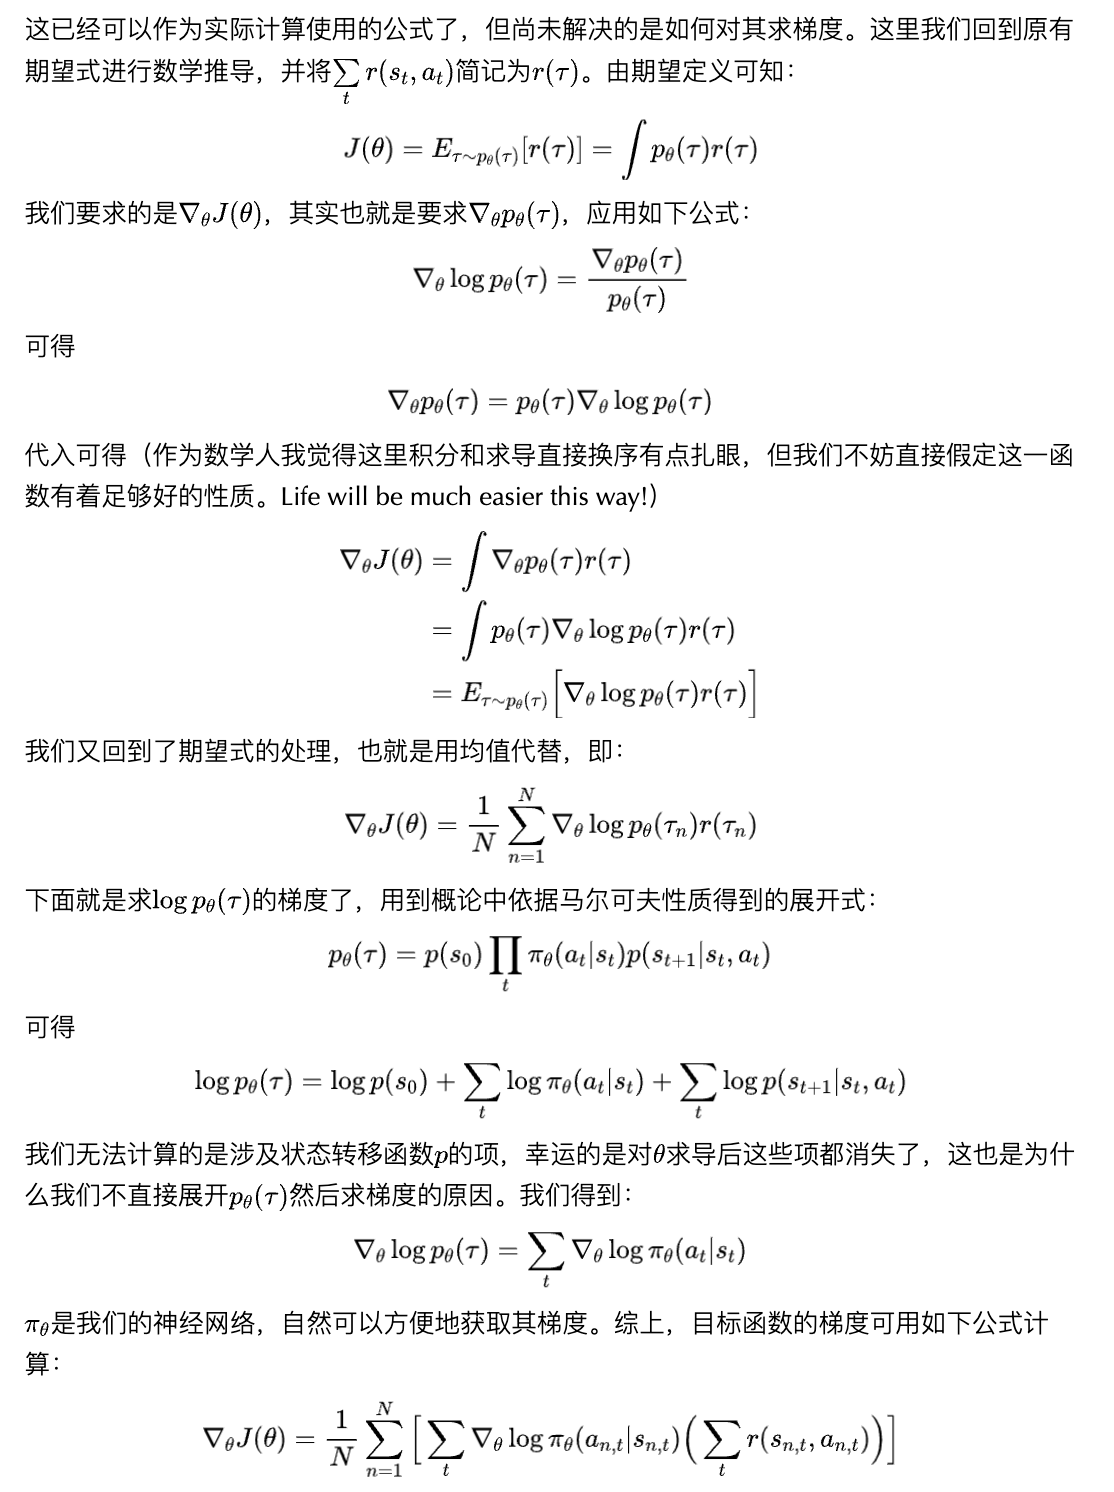 这已经可以作为实际计算使用的公式了，但尚未解决的是如何对其求梯度。这里我们回到原有
期望式进行数学推导，并将$\sum_t r(s_t, a_t)$简记为$r(\tau)$。由期望定义可知：
$J(\theta) = E_{\tau \sim p_\theta(\tau)}[r(\tau)] = \int p_\theta(\tau) r(\tau)$
我们要求的是$\nabla_\theta J(\theta)$，其实也就是要求$\nabla_\theta p_\theta(\tau)$，应用如下公式：
$\nabla_\theta \log p_\theta(\tau) = \frac{\nabla_\theta p_\theta(\tau)}{p_\theta(\tau)}$
可得
$\nabla_\theta p_\theta(\tau) = p_\theta(\tau) \nabla_\theta \log p_\theta(\tau)$
代入可得（作为数学人我觉得这里积分和求导直接换序有点扎眼，但我们不妨直接假定这一函
数有着足够好的性质。Life will be much easier this way!）
$\nabla_\theta J(\theta) = \int \nabla_\theta p_\theta(\tau) r(\tau)$
$= \int p_\theta(\tau) \nabla_\theta \log p_\theta(\tau) r(\tau)$
$= E_{\tau \sim p_\theta(\tau)} \left[ \nabla_\theta \log p_\theta(\tau) r(\tau) \right]$
我们又回到了期望式的处理，也就是用均值代替，即：
$\nabla_\theta J(\theta) = \frac{1}{N} \sum_{n=1}^{N} \nabla_\theta \log p_\theta(\tau_n) r(\tau_n)$
下面就是求$\log p_\theta(\tau)$的梯度了，用到概论中依据马尔可夫性质得到的展开式：
$p_\theta(\tau) = p(s_0) \prod_t \pi_\theta(a_t|s_t) p(s_{t+1}|s_t, a_t)$
可得
$\log p_\theta(\tau) = \log p(s_0) + \sum_t \log \pi_\theta(a_t|s_t) + \sum_t \log p(s_{t+1}|s_t, a_t)$
我们无法计算的是涉及状态转移函数$p$的项，幸运的是对$\theta$求导后这些项都消失了，这也是为什
么我们不直接展开$p_\theta(\tau)$然后求梯度的原因。我们得到：
$\nabla_\theta \log p_\theta(\tau) = \sum_t \nabla_\theta \log \pi_\theta(a_t|s_t)$
$\pi_\theta$是我们的神经网络，自然可以方便地获取其梯度。综上，目标函数的梯度可用如下公式计
算：
$\nabla_\theta J(\theta) = \frac{1}{N} \sum_{n=1}^{N} \left[ \sum_t \nabla_\theta \log \pi_\theta(a_{n,t}|s_{n,t}) \left( \sum_t r(s_{n,t}, a_{n,t}) \right) \right]$